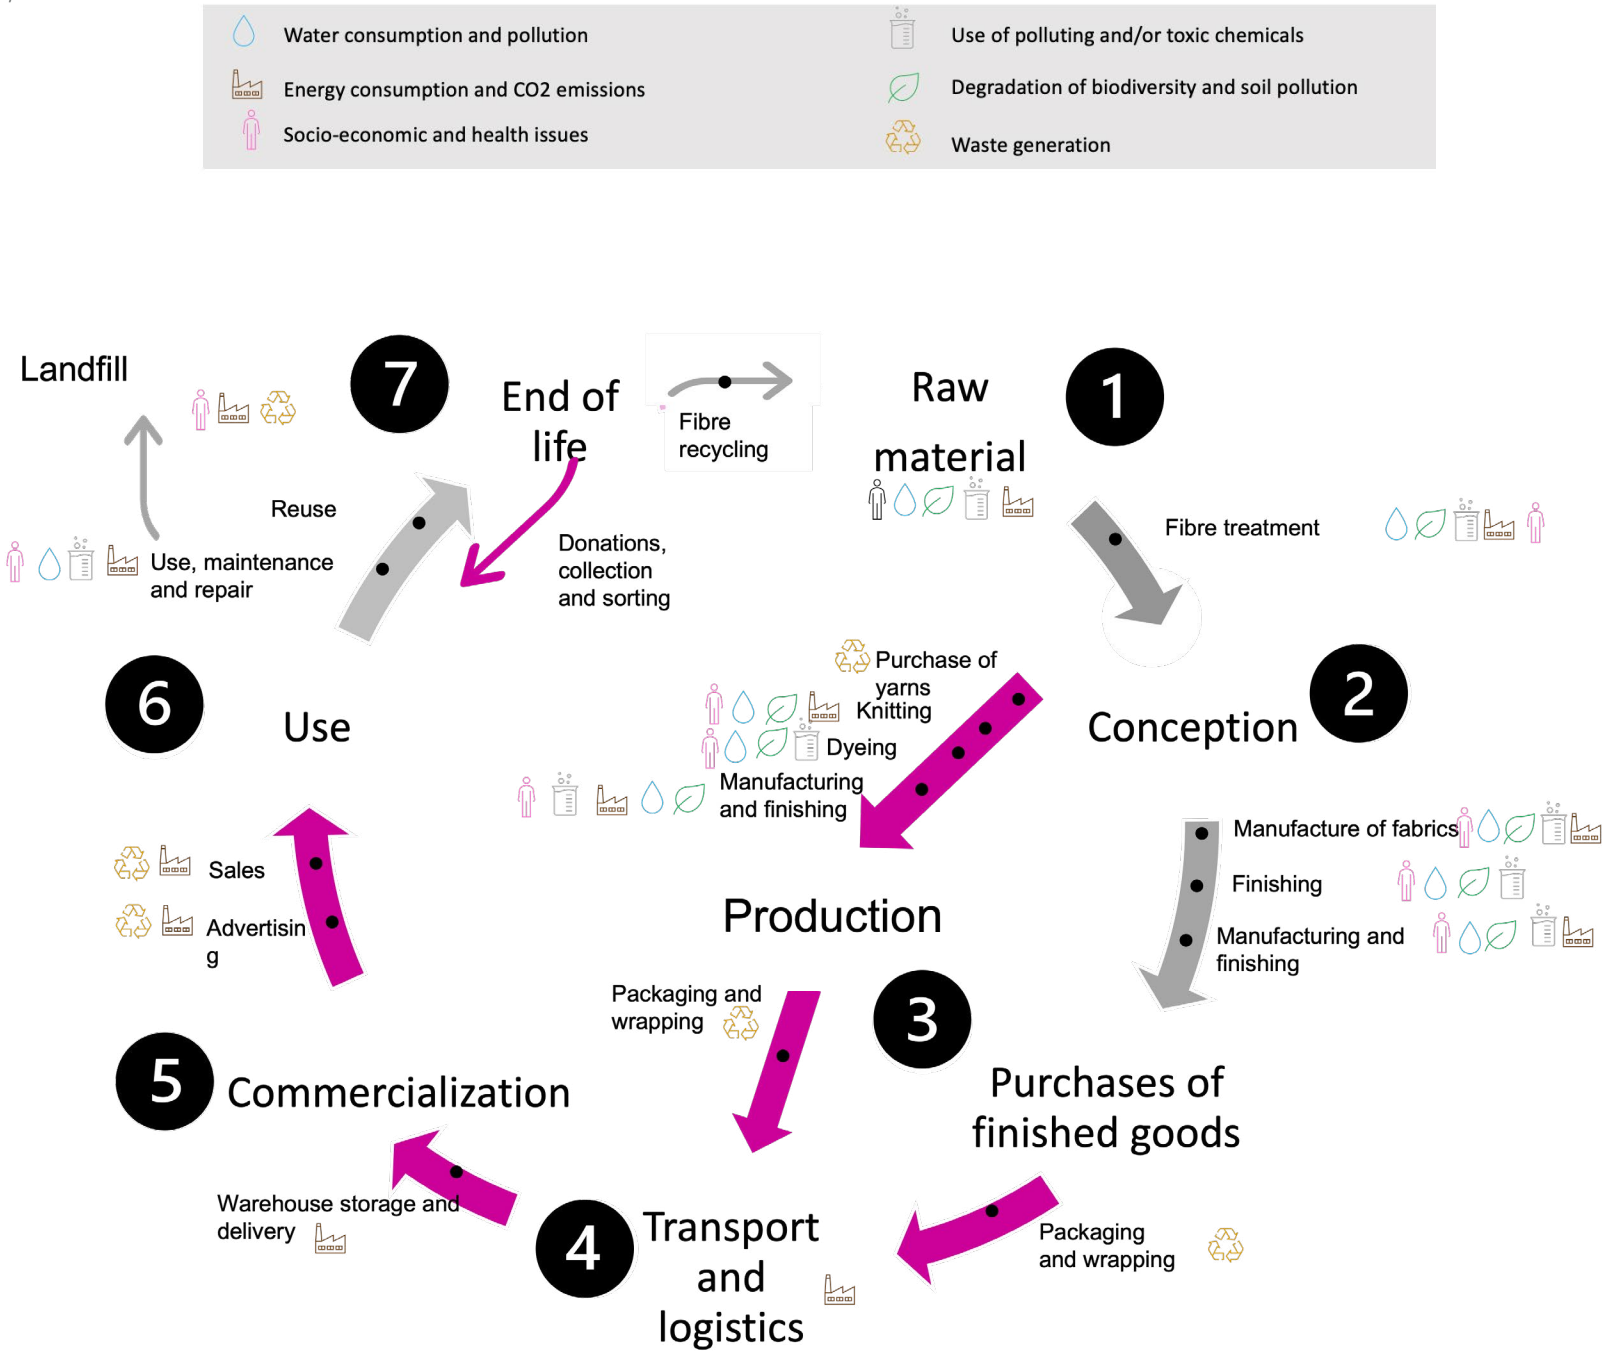 Water consumption and pollution
Use of polluting and/or toxic chemicals
Energy consumption and CO2 emissions
Degradation of biodiversity and soil pollution
Socio-economic and health issues
Waste generation
Landfill
7
End of
life
Fibre
recycling
Raw
material
1
Reuse
Use, maintenance
and repair
Donations,
collection
and sorting
Fibre treatment
6
Use
Purchase of
yarns
Knitting
Dyeing
Manufacturing
and finishing
Conception
2
Manufacture of fabrics
Finishing
Manufacturing and
finishing
Sales
Advertisin
g
Production
Packaging and
wrapping
3
5
Commercialization
Purchases of
finished goods
Warehouse storage and
delivery
4
Transport
and
logistics
Packaging
and wrapping